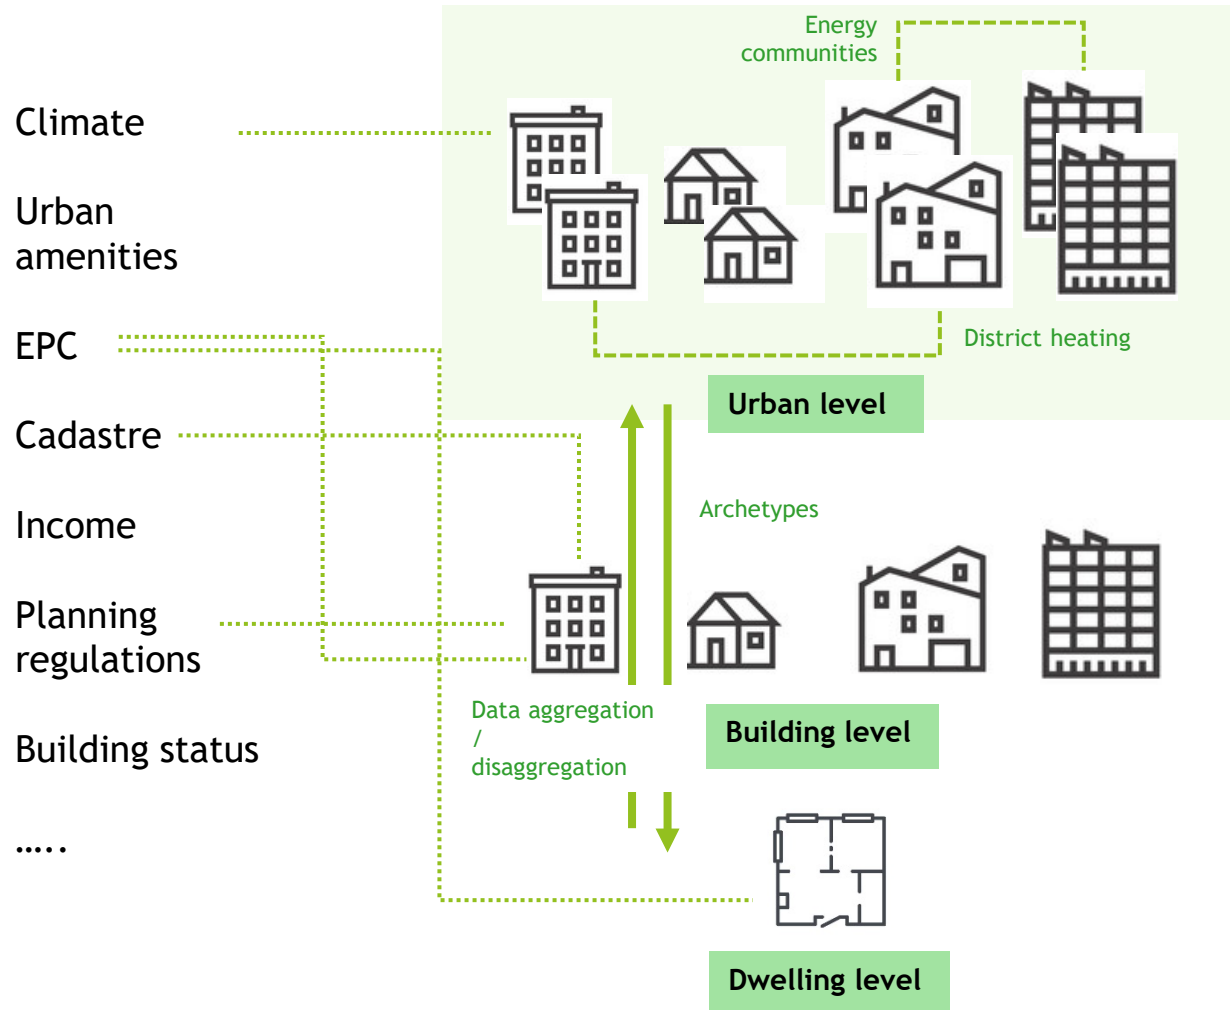 Energy
communities
Climate
Urban
amenities
EPC
District heating
Urban level
Cadastre
Archetypes
Income
Planning
regulations
Data aggregation
/
disaggregation
Building level
Building status
…..
Dwelling level